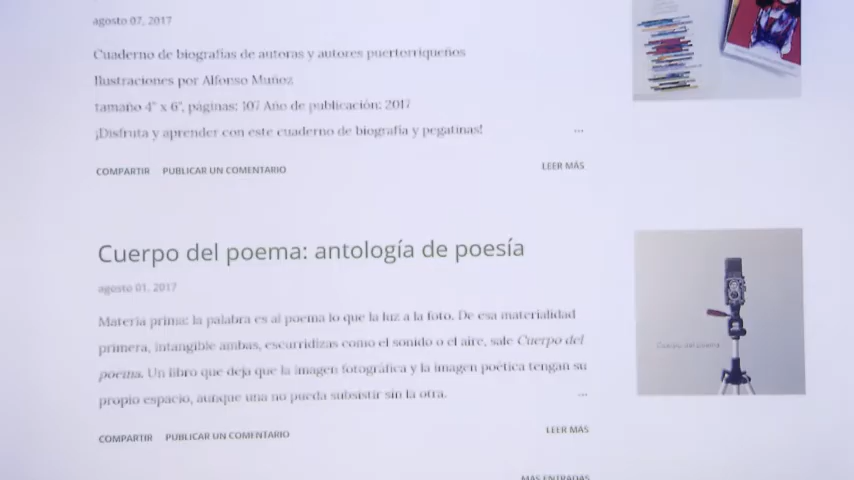 agosto 07, 2017
Cuaderno de biografías de autoras y autores puertorriqueños
Ilustraciones por Alfonso Muñoz
tamaño 4" x 6", páginas: 107 Año de publicación: 2017
¡Disfruta y aprender con este cuaderno de biografía y pegatinas!
...
COMPARTIR PUBLICAR UN COMENTARIO
LEER MÁS
Cuerpo del poema: antología de poesía
agosto 01, 2017
Materia prima: la palabra es al poema lo que la luz a la foto. De esa materialidad
primera, intangible ambas, escurridizas como el sonido o el aire, sale Cuerpo del
poema. Un libro que deja que la imagen fotográfica y la imagen poética tengan su
propio espacio, aunque una no pueda subsistir sin la otra.
...
Cuerpo del poema
COMPARTIR PUBLICAR UN COMENTARIO
LEER MÁS
MÁS ENTRADAS